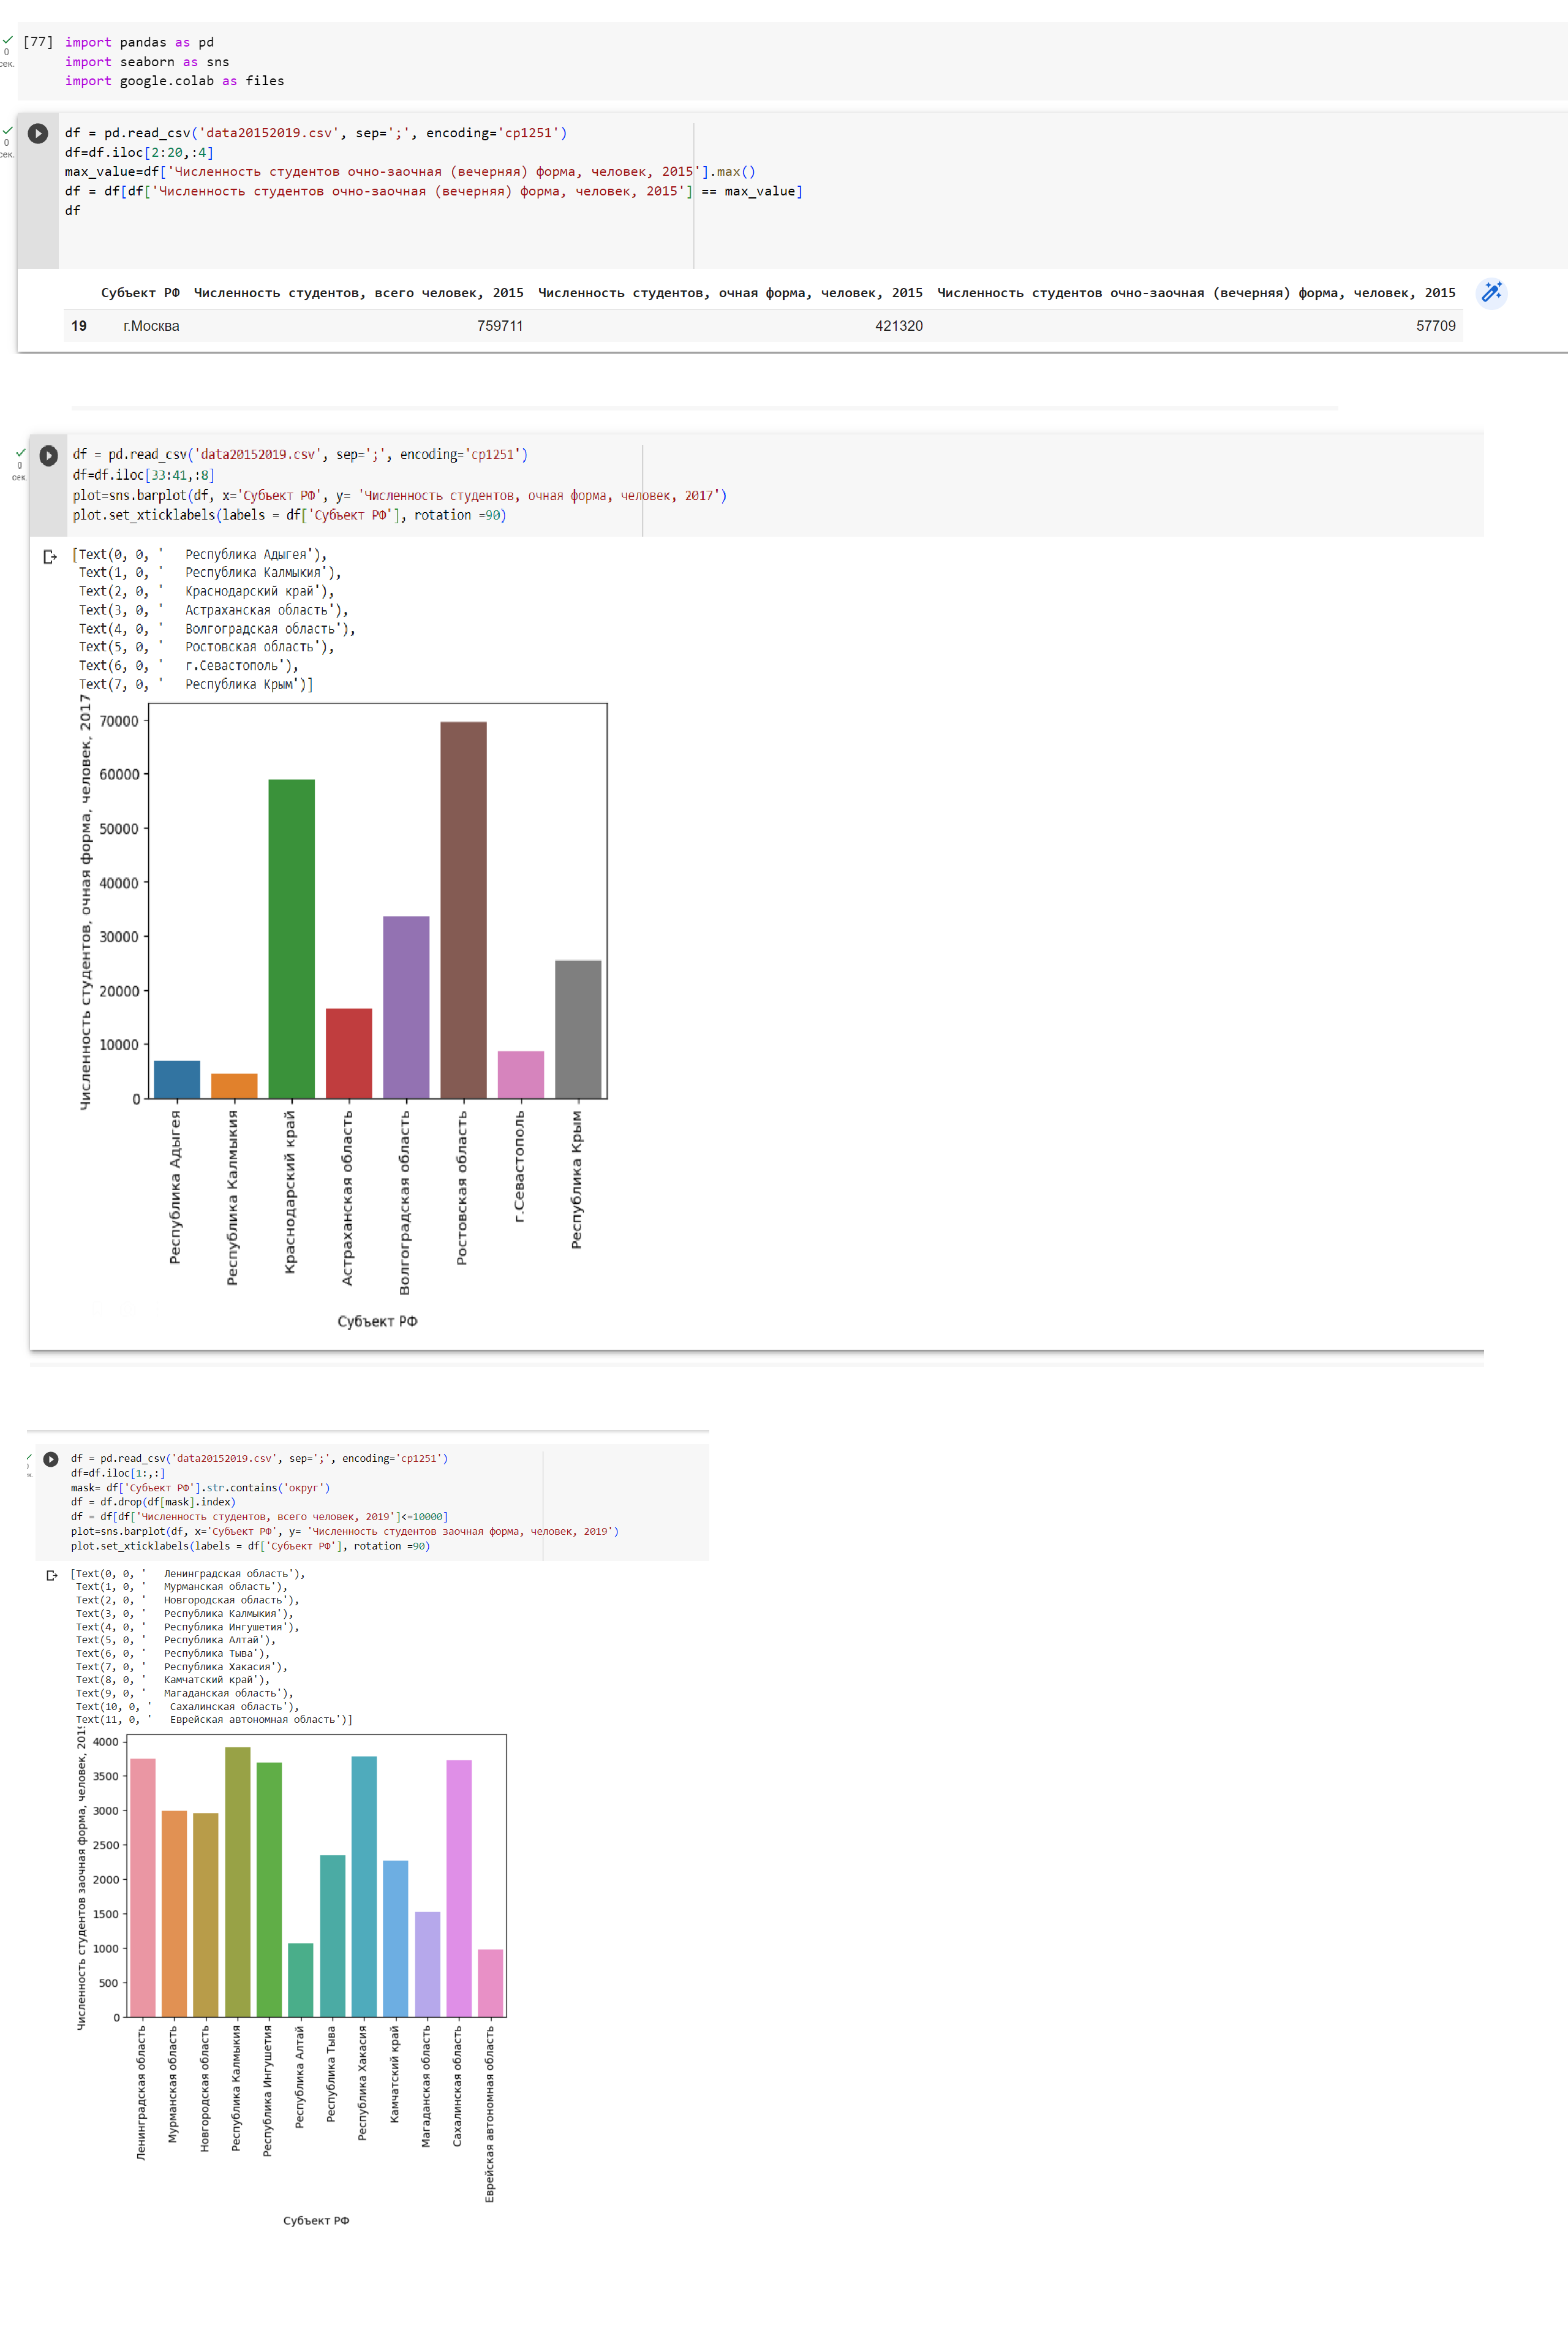 [77] import pandas as pd
0
сек.
import seaborn as sns
import google.colab as files
0
сек.
df = pd.read_csv('data20152019.csv', sep=';', encoding='cp1251')
df=df.iloc[2:20,:4]
max_value=df['Численность студентов очно-заочная (вечерняя) форма, человек, 2015'].max()
df = df[df['Численность студентов очно-заочная (вечерняя) форма, человек, 2015'] == max_value]
df
Субъект РФ Численность студентов, всего человек, 2015 Численность студентов, очная форма, человек, 2015 Численность студентов очно-заочная (вечерняя) форма, человек, 2015
19 г.Москва 759711 421320 57709
0
сек.
df = pd.read_csv('data20152019.csv', sep=';', encoding='cp1251')
df=df.iloc[33:41,:8]
plot=sns.barplot(df, x='Субъект РФ', y= 'Численность студентов, очная форма, человек, 2017')
plot.set_xticklabels(labels = df['Субъект РФ'], rotation =90)
[Text(0, 0, '   Республика Адыгея'),
Text(1, 0, '   Республика Калмыкия'),
Text(2, 0, '   Краснодарский край'),
Text(3, 0, '   Астраханская область'),
Text(4, 0, '   Волгоградская область'),
Text(5, 0, '   Ростовская область'),
Text(6, 0, '   г.Севастополь'),
Text(7, 0, '   Республика Крым')]
Численность студентов, очная форма, человек, 2017
70000
60000
50000
40000
30000
20000
10000
0
Республика Адыгея
Республика Калмыкия
Краснодарский край
Астраханская область
Волгоградская область
Ростовская область
г.Севастополь
Республика Крым
Субъект РФ
df = pd.read_csv('data20152019.csv', sep=';', encoding='cp1251')
df=df.iloc[1:,:]
mask= df['Субъект РФ'].str.contains('округ')
df = df.drop(df[mask].index)
df = df[df['Численность студентов, всего человек, 2019']<=10000]
plot=sns.barplot(df, x='Субъект РФ', y= 'Численность студентов заочная форма, человек, 2019')
plot.set_xticklabels(labels = df['Субъект РФ'], rotation =90)
[Text(0, 0, '   Ленинградская область'),
Text(1, 0, '   Мурманская область'),
Text(2, 0, '   Новгородская область'),
Text(3, 0, '   Республика Калмыкия'),
Text(4, 0, '   Республика Ингушетия'),
Text(5, 0, '   Республика Алтай'),
Text(6, 0, '   Республика Тыва'),
Text(7, 0, '   Республика Хакасия'),
Text(8, 0, '   Камчатский край'),
Text(9, 0, '   Магаданская область'),
Text(10, 0, '   Сахалинская область'),
Text(11, 0, '   Еврейская автономная область')]
Численность студентов заочная форма, человек,
4000
3500
3000
2500
2000
1500
1000
500
0
Ленинградская область
Мурманская область
Новгородская область
Республика Калмыкия
Республика Ингушетия
Республика Алтай
Республика Тыва
Республика Хакасия
Камчатский край
Магаданская область
Сахалинская область
Еврейская автономная область
Субъект РФ